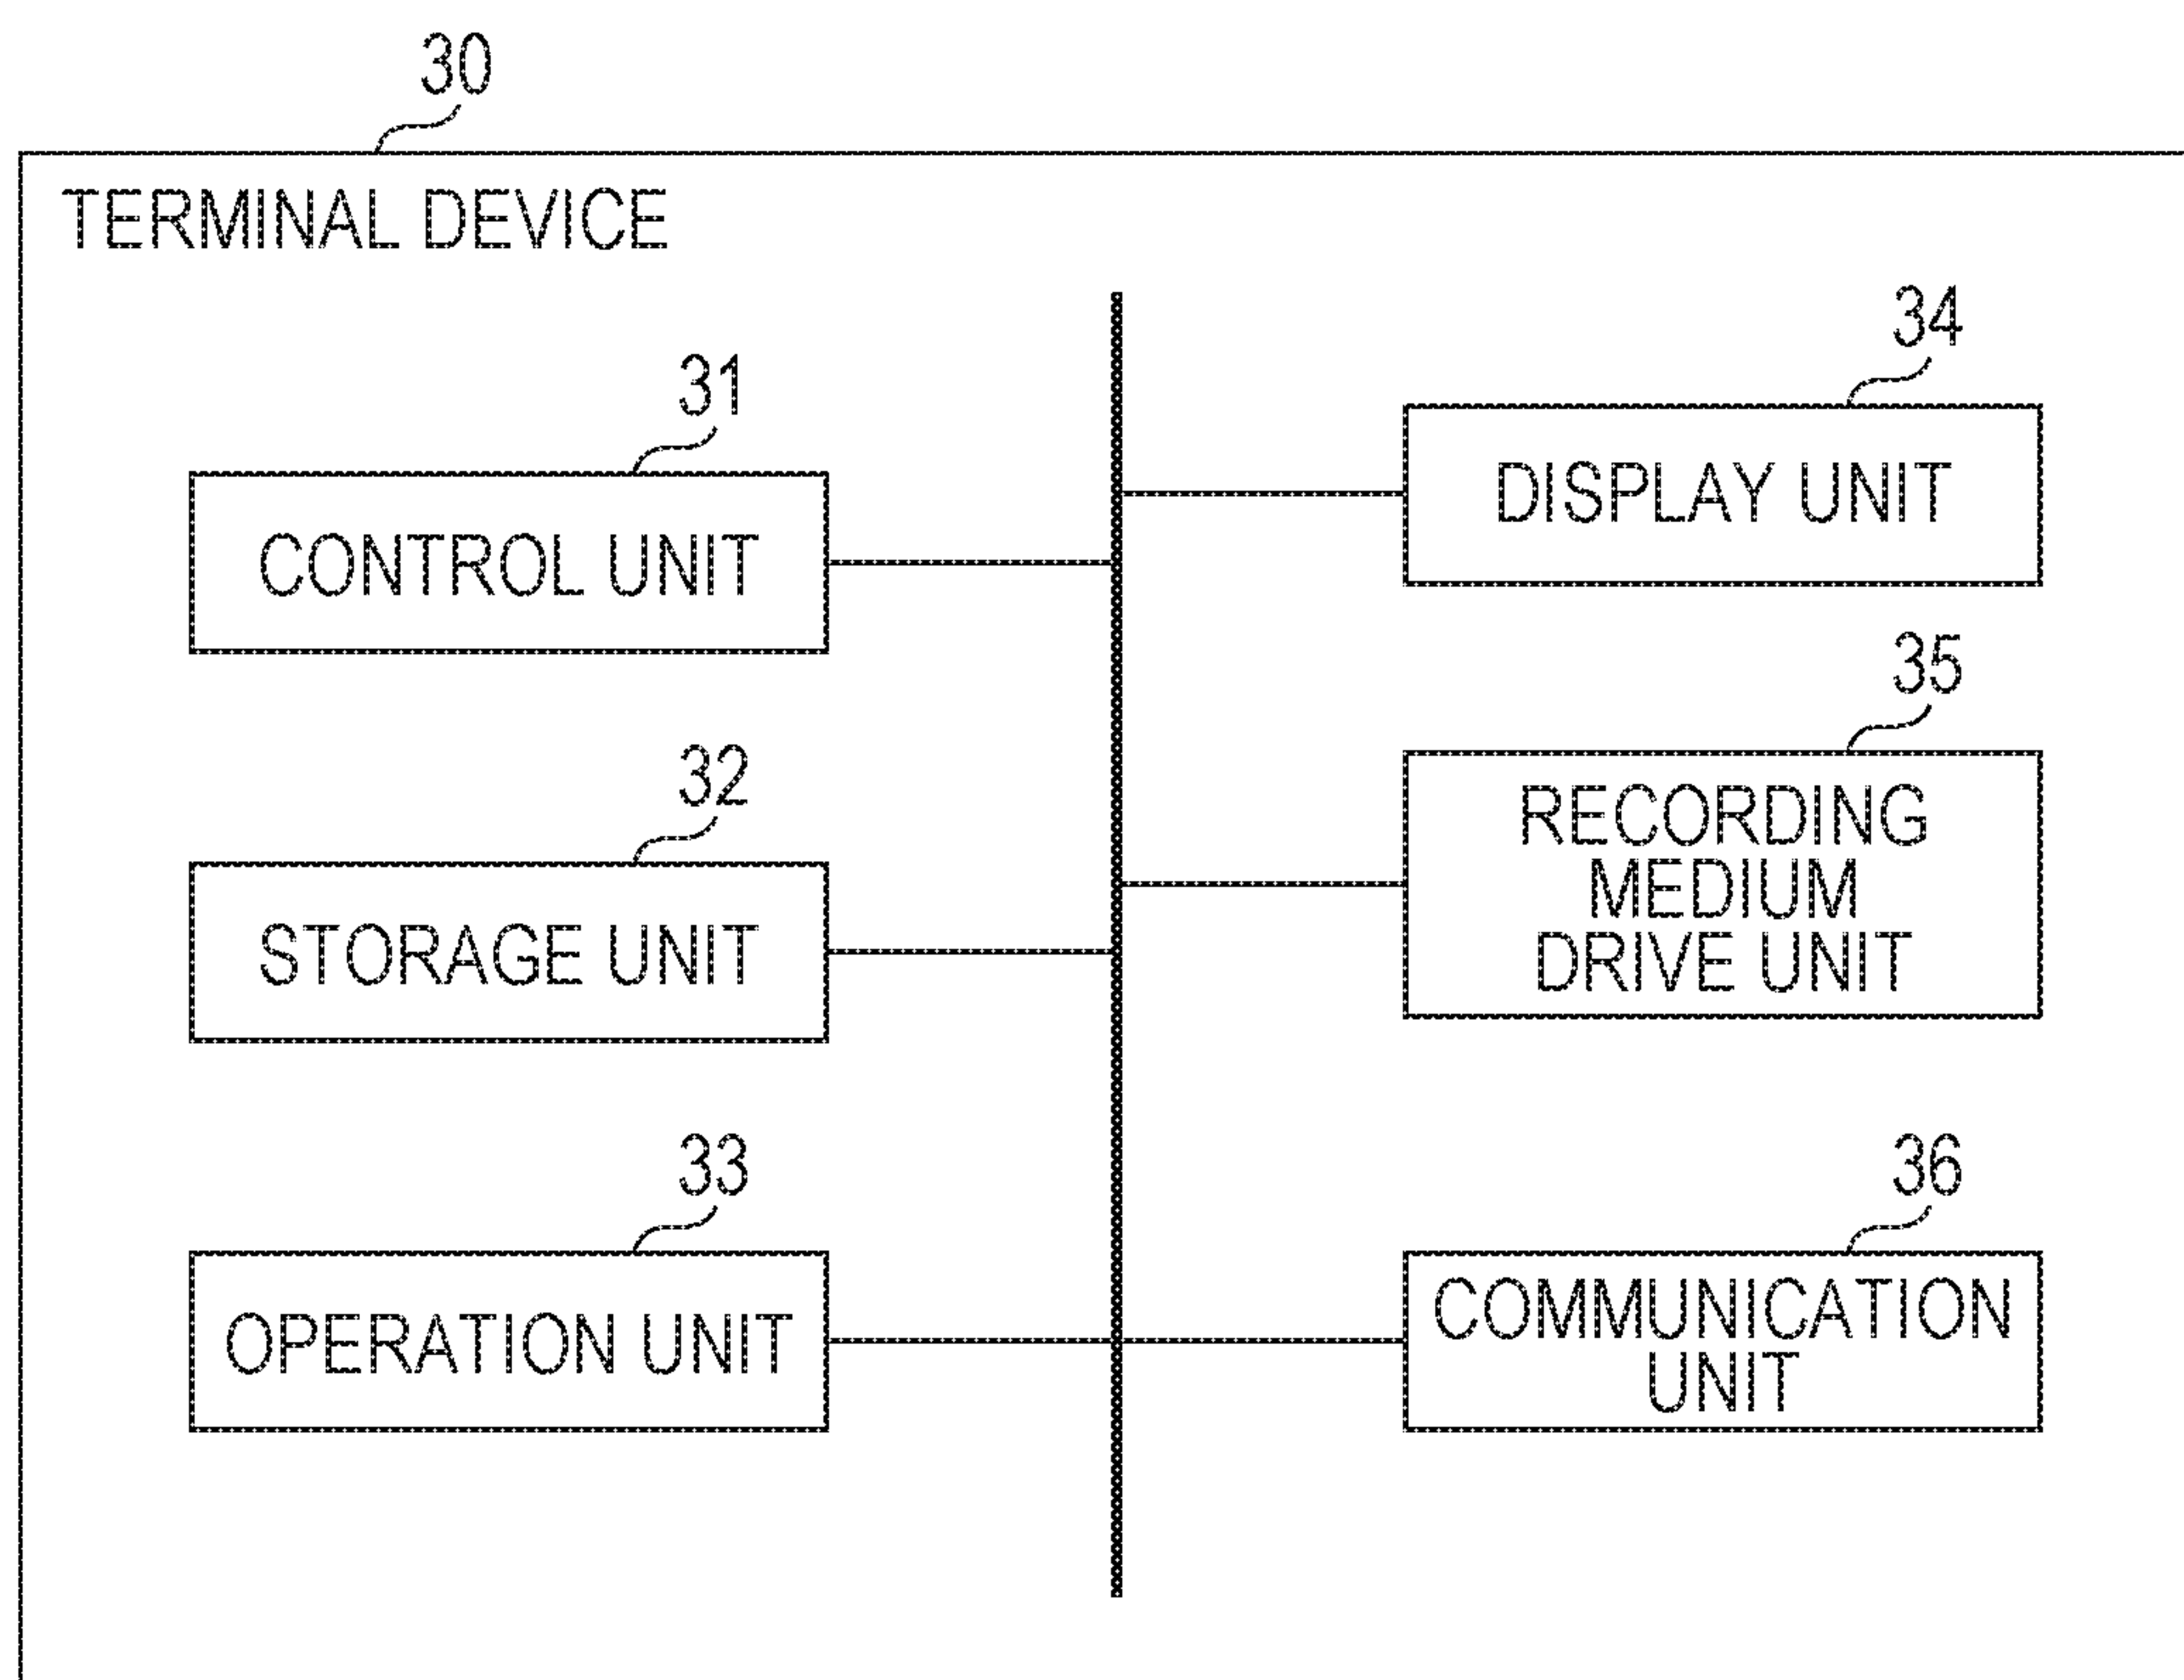 30
TERMINAL DEVICE
31
CONTROL UNIT
32
STORAGE UNIT
33
OPERATION UNIT
34
DISPLAY UNIT
35
RECORDING
MEDIUM
DRIVE UNIT
36
COMMUNICATION
UNIT